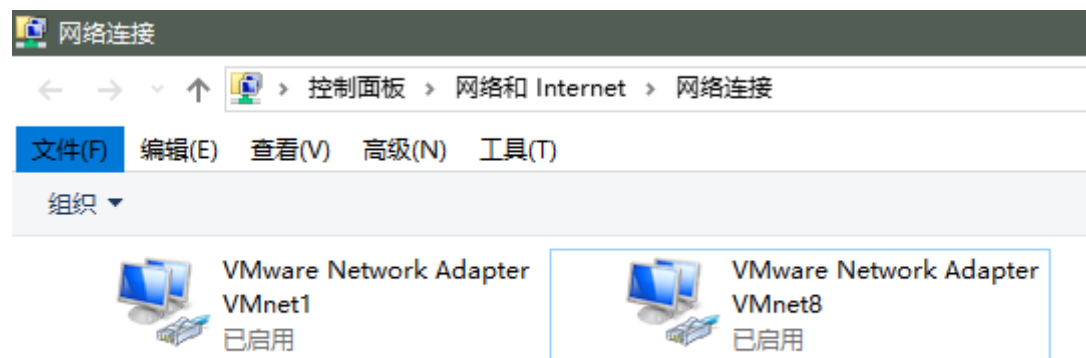 网络连接
控制面板 › 网络和 Internet › 网络连接
文件(F) 编辑(E) 查看(V) 高级(N) 工具(T)
组织
VMware Network Adapter
VMnet1
已启用
VMware Network Adapter
VMnet8
已启用